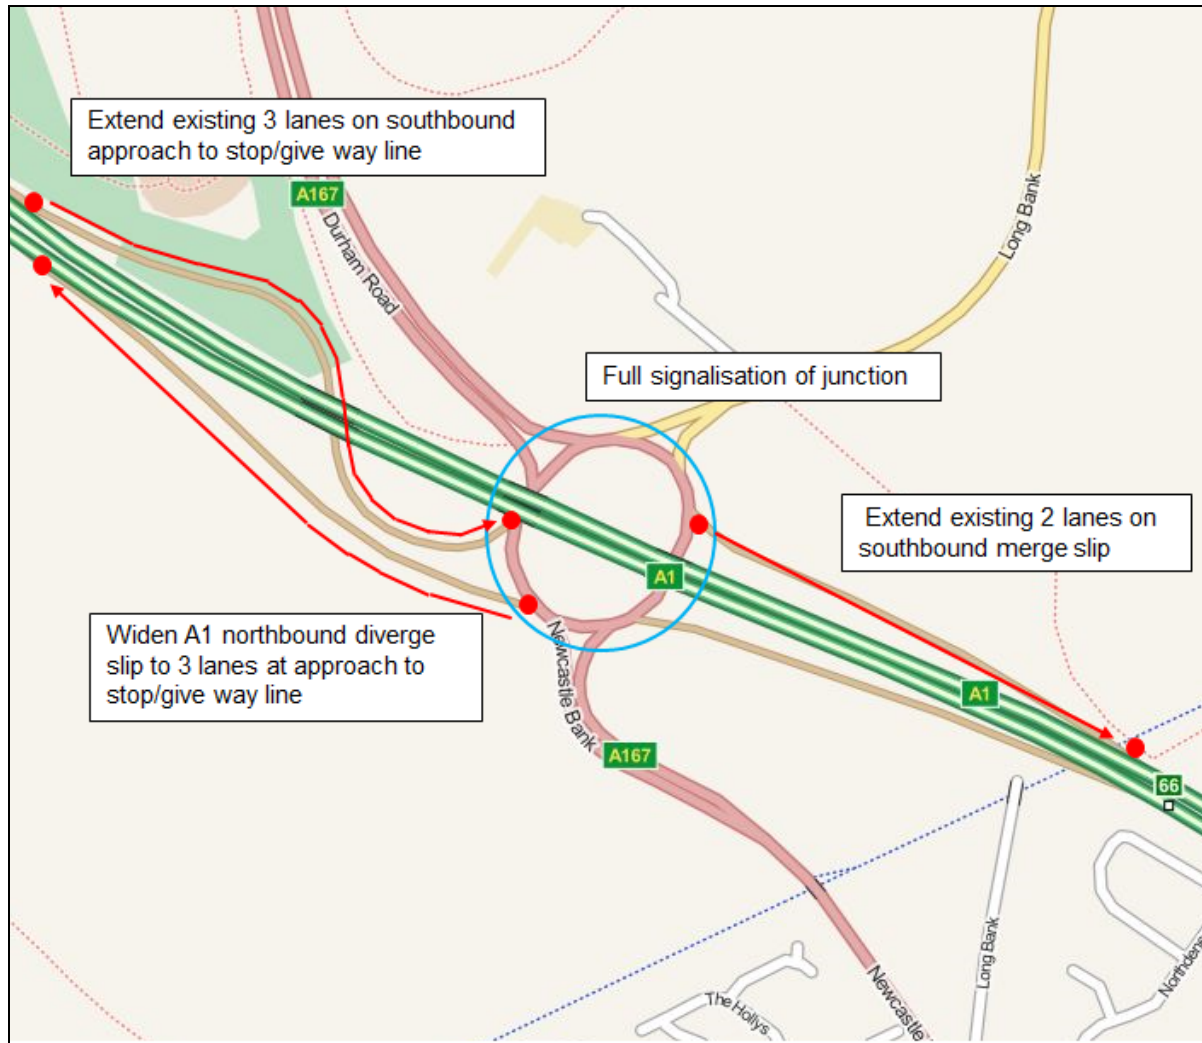 Extend existing 3 lanes on southbound
approach to stop/give way line
A167
Durham Road
Long Bank
Full signalisation of junction
Extend existing 2 lanes on
southbound merge slip
A1
Widen A1 northbound diverge
slip to 3 lanes at approach to
stop/give way line
Newcastle Bank
A1
A167
66
Long Bank
Northdene
The Hollys
Newcastle